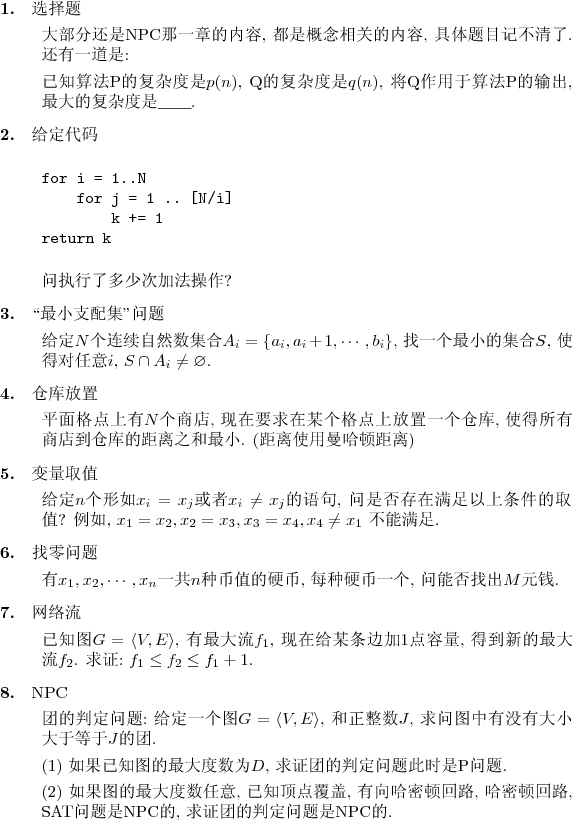 1. 选择题
大部分还是NPC那一章的内容, 都是概念相关的内容, 具体题目记不清了.
还有一道是:
已知算法P的复杂度是p(n), Q的复杂度是q(n), 将Q作用于算法P的输出,
最大的复杂度是____.
2. 给定代码
for i = 1..N
    for j = 1 .. [N/i]
        k += 1
return k
问执行了多少次加法操作?
3. “最小支配集”问题
给定N个连续自然数集合A_i = {a_i, a_i + 1, ⋯ , b_i}, 找一个最小的集合S, 使
得对任意i, S ∩ A_i ≠ ∅.
4. 仓库放置
平面格点上有N个商店, 现在要求在某个格点上放置一个仓库, 使得所有
商店到仓库的距离之和最小. (距离使用曼哈顿距离)
5. 变量取值
给定n个形如x_i = x_j或者x_i ≠ x_j的语句, 问是否存在满足以上条件的取
值? 例如, x_1 = x_2, x_2 = x_3, x_3 = x_4, x_4 ≠ x_1 不能满足.
6. 找零问题
有x_1, x_2, ⋯ , x_n一共n种币值的硬币, 每种硬币一个, 问能否找出M元钱.
7. 网络流
已知图G = ⟨V, E⟩, 有最大流f_1, 现在给某条边加1点容量, 得到新的最大
流f_2. 求证: f_1 ≤ f_2 ≤ f_1 + 1.
8. NPC
团的判定问题: 给定一个图G = ⟨V, E⟩, 和正整数J, 求问图中有没有大小
大于等于J的团.
(1) 如果已知图的最大度数为D, 求证团的判定问题此时是P问题.
(2) 如果图的最大度数任意, 已知顶点覆盖, 有向哈密顿回路, 哈密顿回路,
SAT问题是NPC的, 求证团的判定问题是NPC的.